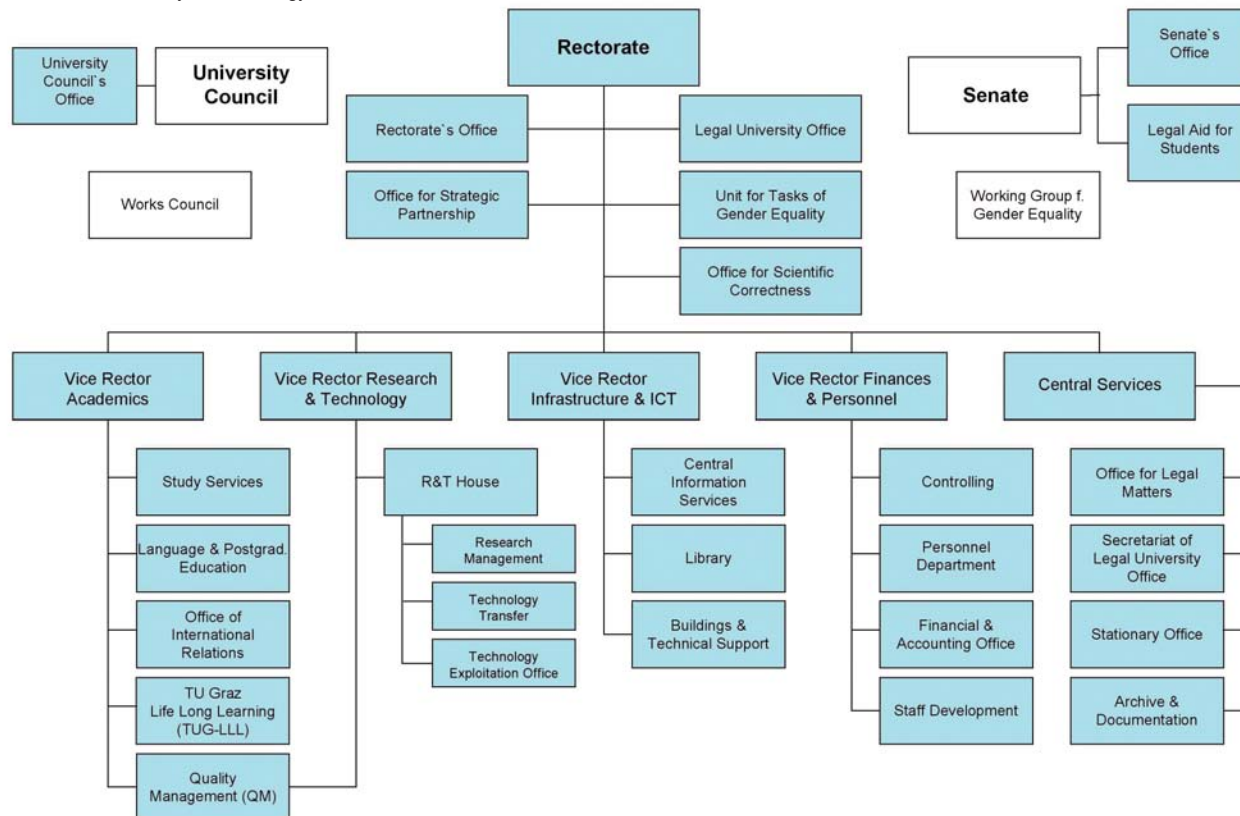 Rectorate
University
Council`s
Office
University
Council
Senate
Senate`s
Office
Legal Aid for
Students
Rectorate`s Office
Legal University Office
Works Council
Office for Strategic
Partnership
Unit for Tasks of
Gender Equality
Working Group f.
Gender Equality
Office for Scientific
Correctness
Vice Rector
Academics
Vice Rector Research
& Technology
Vice Rector
Infrastructure & ICT
Vice Rector Finances
& Personnel
Central Services
Study Services
Language & Postgrad.
Education
Office of
International
Relations
TU Graz
Life Long Learning
(TUG-LLL)
Quality
Management (QM)
R&T House
Research
Management
Technology
Transfer
Technology
Exploitation Office
Central
Information
Services
Library
Buildings &
Technical Support
Controlling
Personnel
Department
Financial &
Accounting Office
Staff Development
Office for Legal
Matters
Secretariat of
Legal University
Office
Stationary Office
Archive &
Documentation